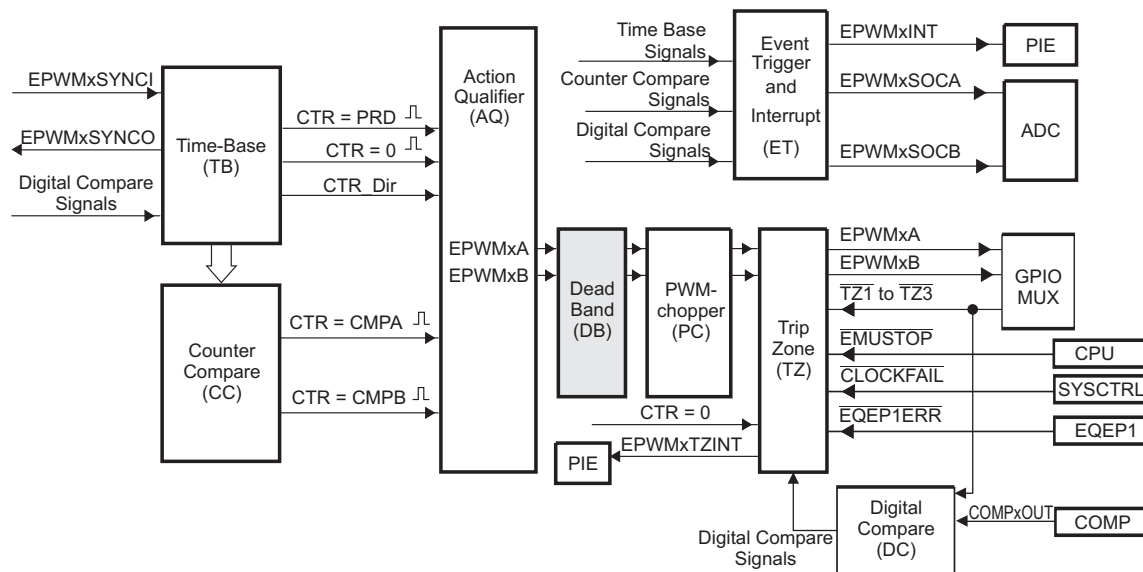 EPWMxSYNCI
EPWMxSYNCO
Digital Compare
Signals
Time-Base
(TB)
CTR = PRD
CTR = 0
CTR_Dir
Counter
Compare
(CC)
CTR = CMPA
CTR = CMPB
Action
Qualifier
(AQ)
EPWMxA
EPWMxB
Time Base
Signals
Counter Compare
Signals
Digital Compare
Signals
Event
Trigger
and
Interrupt
(ET)
EPWMxINT
EPWMxSOCA
EPWMxSOCB
PIE
ADC
Dead
Band
(DB)
PWM-
chopper
(PC)
Trip
Zone
(TZ)
CTR = 0
EPWMxTZINT
PIE
EPWMxA
EPWMxB
TZ1 to TZ3
EMUSTOP
CLOCKFAIL
EQEP1ERR
GPIO
MUX
CPU
SYSCTRL
EQEP1
Digital Compare
Signals
Digital
Compare
(DC)
COMPxOUT
COMP